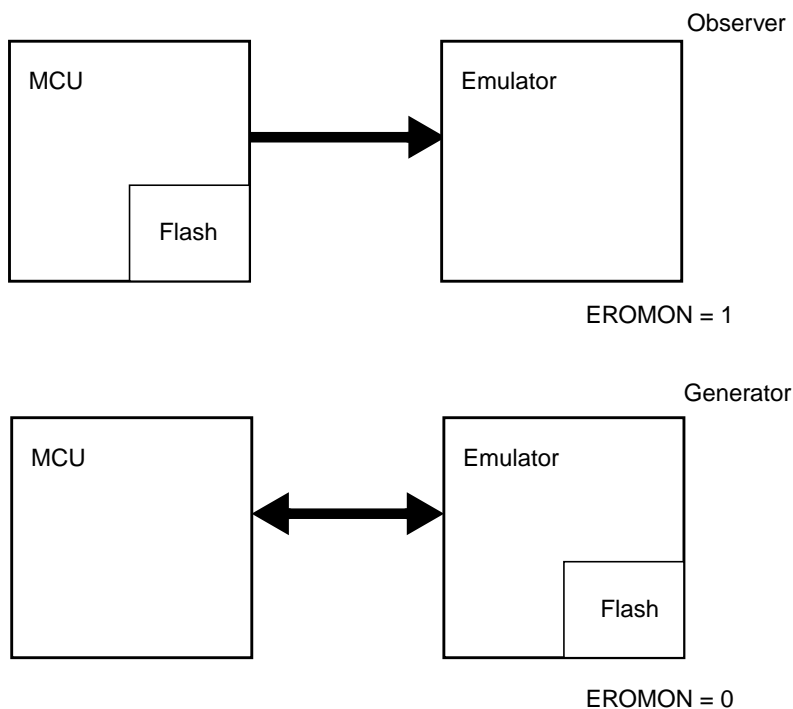 Observer
MCU
Emulator
Flash
EROMON = 1
Generator
MCU
Emulator
Flash
EROMON = 0